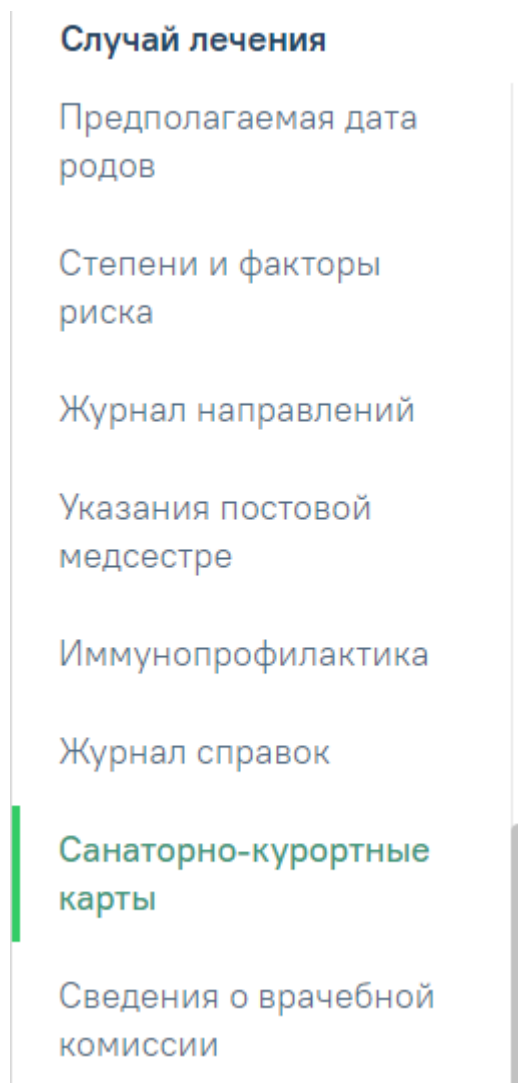 Случай лечения
Предполагаемая дата
родов
Степени и факторы
риска
Журнал направлений
Указания постовой
медсестре
Иммунопрофилактика
Журнал справок
Санаторно-курортные
карты
Сведения о врачебной
комиссии